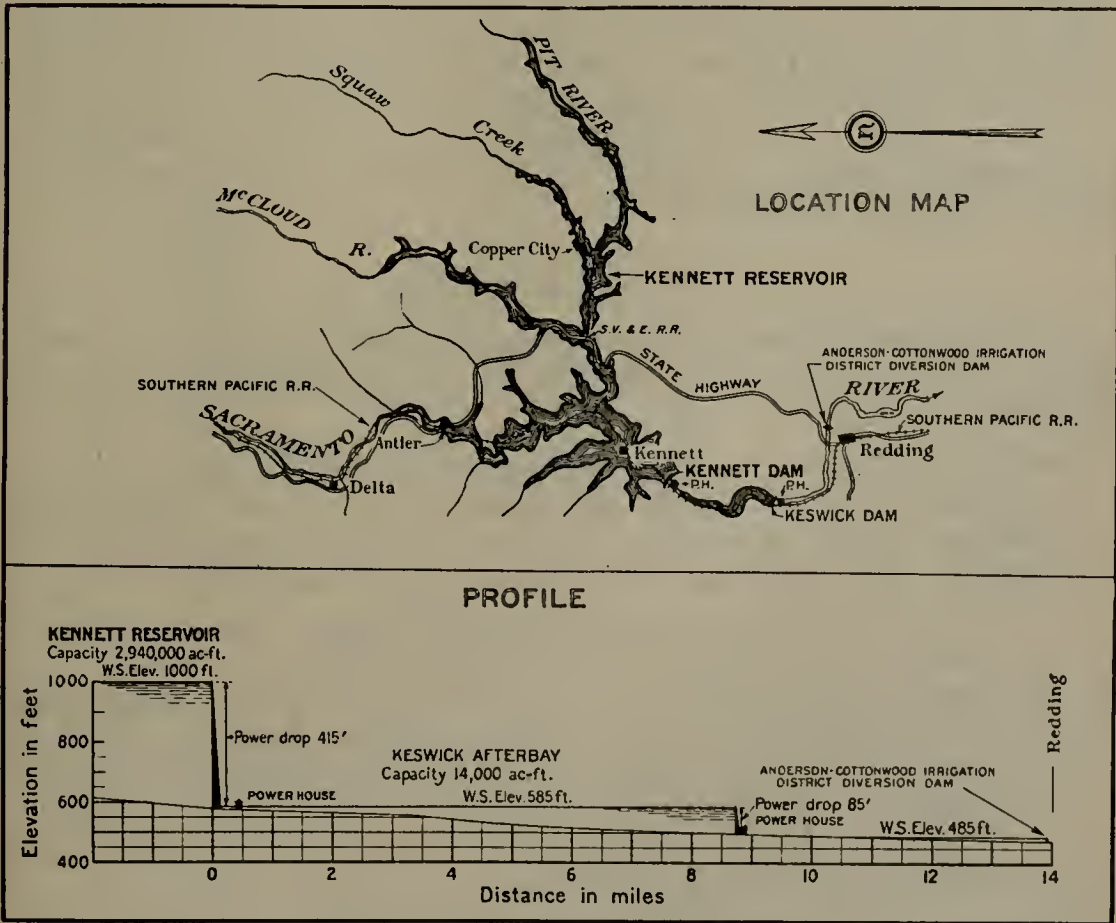 PIT RIVER
Squaw Creek
McCLOUD R.
n
LOCATION MAP
Copper City
KENNETT RESERVOIR
S.V. & E. R.R.
STATE HIGHWAY
ANDERSON-COTTONWOOD IRRIGATION
DISTRICT DIVERSION DAM
RIVER
SOUTHERN PACIFIC R.R.
SOUTHERN PACIFIC R.R.
SACRAMENTO
Antler
Redding
Kennett
KENNETT DAM
P.H.
P.H.
Delta
KESWICK DAM
PROFILE
KENNETT RESERVOIR
Capacity 2,940,000 ac-ft.
W.S.Elev. 1000 ft.
1000
800
600
400
Elevation in feet
Power drop 415'
POWER HOUSE
KESWICK AFTERBAY
Capacity 14,000 ac-ft.
W.S. Elev. 585 ft.
Power drop 85'
POWER HOUSE
ANDERSON-COTTONWOOD IRRIGATION
DISTRICT DIVERSION DAM
W.S. Elev. 485 ft.
Redding
0 2 4 6 8 10 12 14
Distance in miles